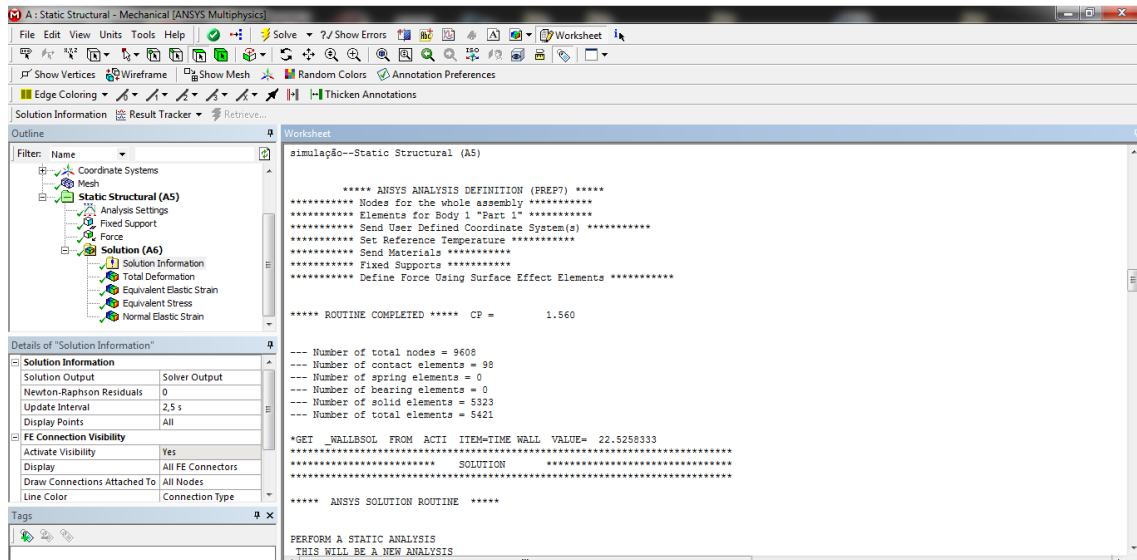 A : Static Structural - Mechanical [ANSYS Multiphysics]
File Edit View Units Tools Help Solve ?/ Show Errors Worksheet
Show Vertices Wireframe Show Mesh Random Colors Annotation Preferences
Edge Coloring Thicken Annotations
Solution Information Result Tracker Retrieve...
Outline
Filter: Name
Coordinate Systems
Mesh
Static Structural (A5)
Analysis Settings
Fixed Support
Force
Solution (A6)
Solution Information
Total Deformation
Equivalent Elastic Strain
Equivalent Stress
Normal Elastic Strain
Details of "Solution Information"
Solution Information
Solution Output Solver Output
Newton-Raphson Residuals 0
Update Interval 2,5 s
Display Points All
FE Connection Visibility
Activate Visibility Yes
Display All FE Connectors
Draw Connections Attached To All Nodes
Line Color Connection Type
Tags
Worksheet
simulação--Static Structural (A5)
***** ANSYS ANALYSIS DEFINITION (PREP7) *****
*********** Nodes for the whole assembly ***********
*********** Elements for Body 1 "Part 1" ***********
*********** Send User Defined Coordinate System(s) ***********
*********** Set Reference Temperature ***********
*********** Send Materials ***********
*********** Fixed Supports ***********
*********** Define Force Using Surface Effect Elements ***********
***** ROUTINE COMPLETED ***** CP = 1.560
--- Number of total nodes = 9608
--- Number of contact elements = 98
--- Number of spring elements = 0
--- Number of bearing elements = 0
--- Number of solid elements = 5323
--- Number of total elements = 5421
*GET _WALLBSOL FROM ACTI ITEM=TIME WALL VALUE= 22.5258333
****************************************************************************
************************* SOLUTION ********************************
****************************************************************************
***** ANSYS SOLUTION ROUTINE *****
PERFORM A STATIC ANALYSIS
THIS WILL BE A NEW ANALYSIS